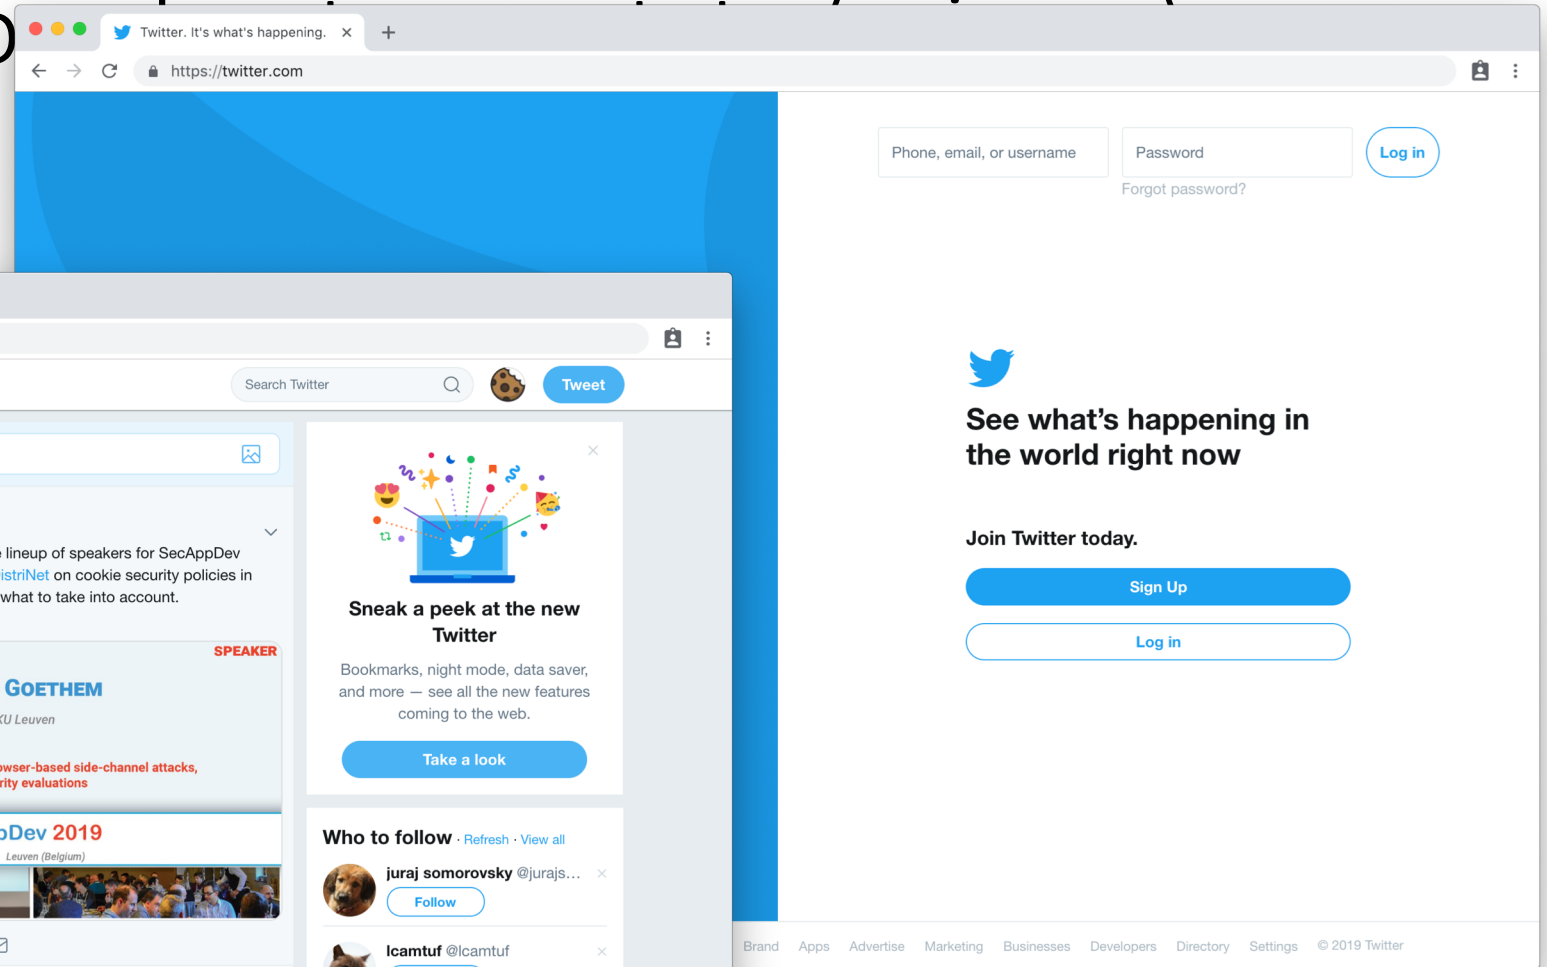 Twitter. It's what's happening.
https://twitter.com
Phone, email, or username
Password
Log in
Forgot password?
See what's happening in
the world right now
Join Twitter today.
Sign Up
Log in
Brand Apps Advertise Marketing Businesses Developers Directory Settings © 2019 Twitter
Search Twitter
Tweet
lineup of speakers for SecAppDev
istriNet on cookie security policies in
what to take into account.
SPEAKER
GOETHEM
KU Leuven
owser-based side-channel attacks,
rity evaluations
pDev 2019
Leuven (Belgium)
Sneak a peek at the new
Twitter
Bookmarks, night mode, data saver,
and more — see all the new features
coming to the web.
Take a look
Who to follow · Refresh · View all
juraj somorovsky @jurajs...
Follow
lcamtuf @lcamtuf